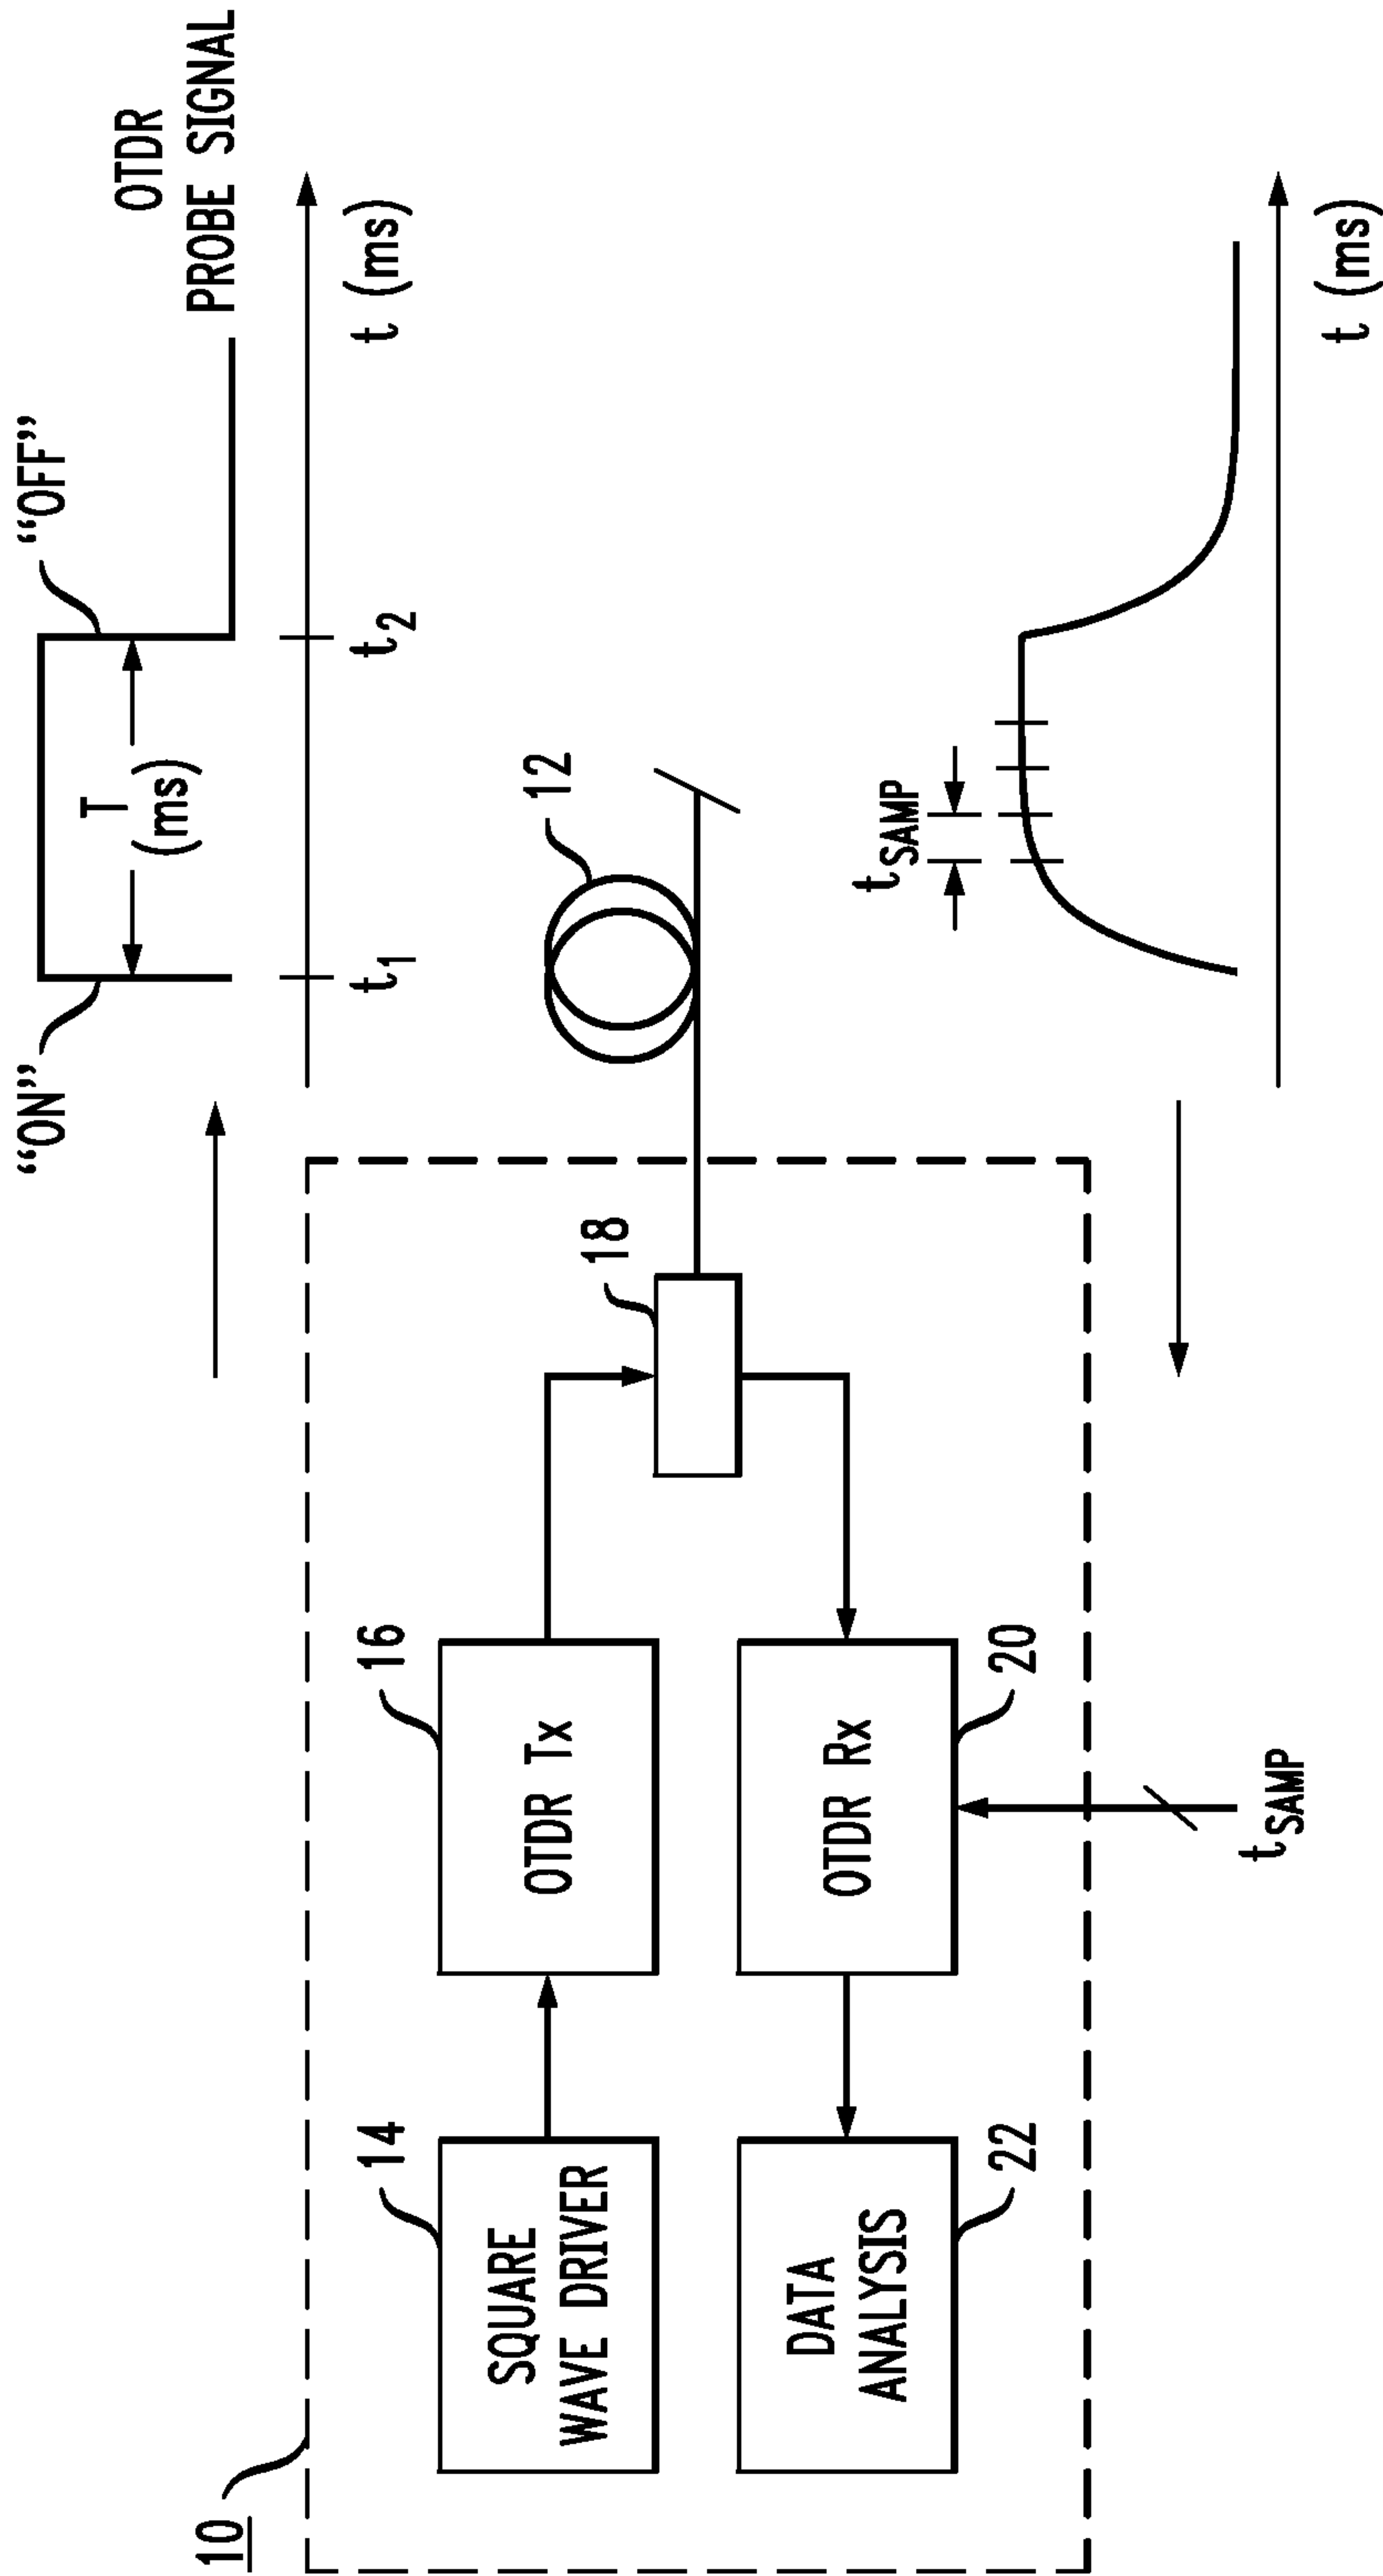 “ON”
“OFF”
OTDR
PROBE SIGNAL
T
(ms)
t1
t2
t (ms)
10
14
SQUARE
WAVE DRIVER
16
OTDR Tx
18
12
DATA
ANALYSIS
22
OTDR Rx
20
tSAMP
tSAMP
t (ms)